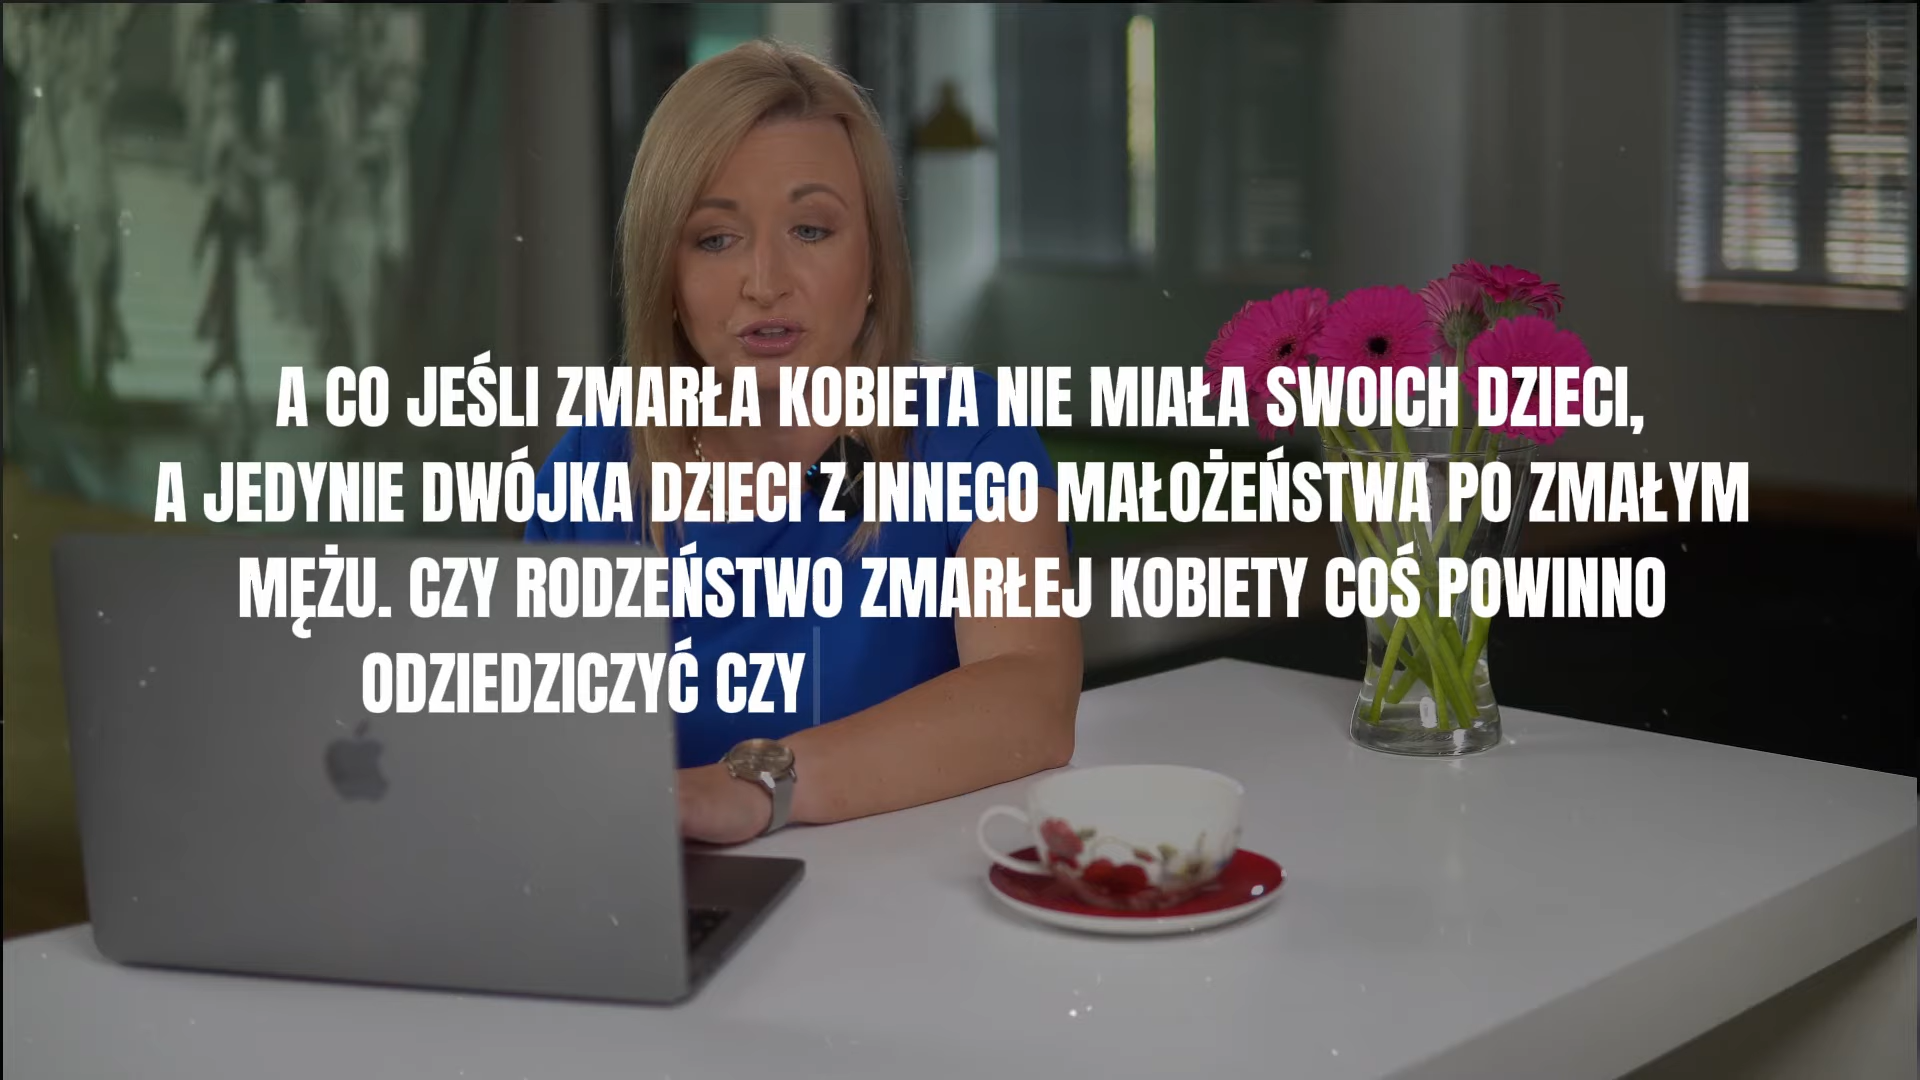 A CO JEŚLI ZMARŁA KOBIETA NIE MIAŁA SWOICH DZIECI,
A JEDYNIE DWÓJKA DZIECI Z INNEGO MAŁOŻEŃSTWA PO ZMAŁYM
MĘŻU. CZY RODZEŃSTWO ZMARŁEJ KOBIETY COŚ POWINNO
ODZIEDZICZYĆ CZY